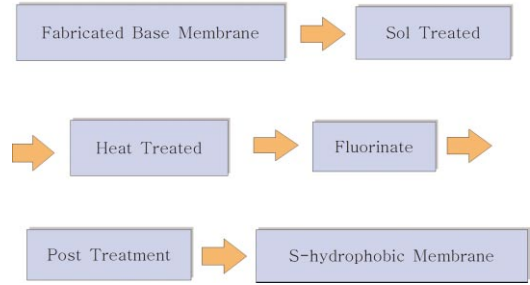 Fabricated Base Membrane
Sol Treated
Heat Treated
Fluorinate
Post Treatment
S-hydrophobic Membrane